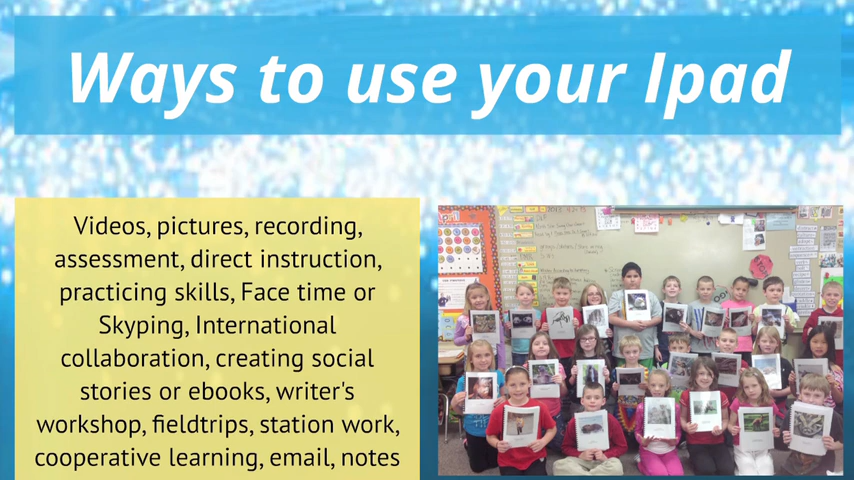 Ways to use your Ipad
Videos, pictures, recording,
assessment, direct instruction,
practicing skills, Face time or
Skyping, International
collaboration, creating social
stories or ebooks, writer's
workshop, fieldtrips, station work,
cooperative learning, email, notes
April